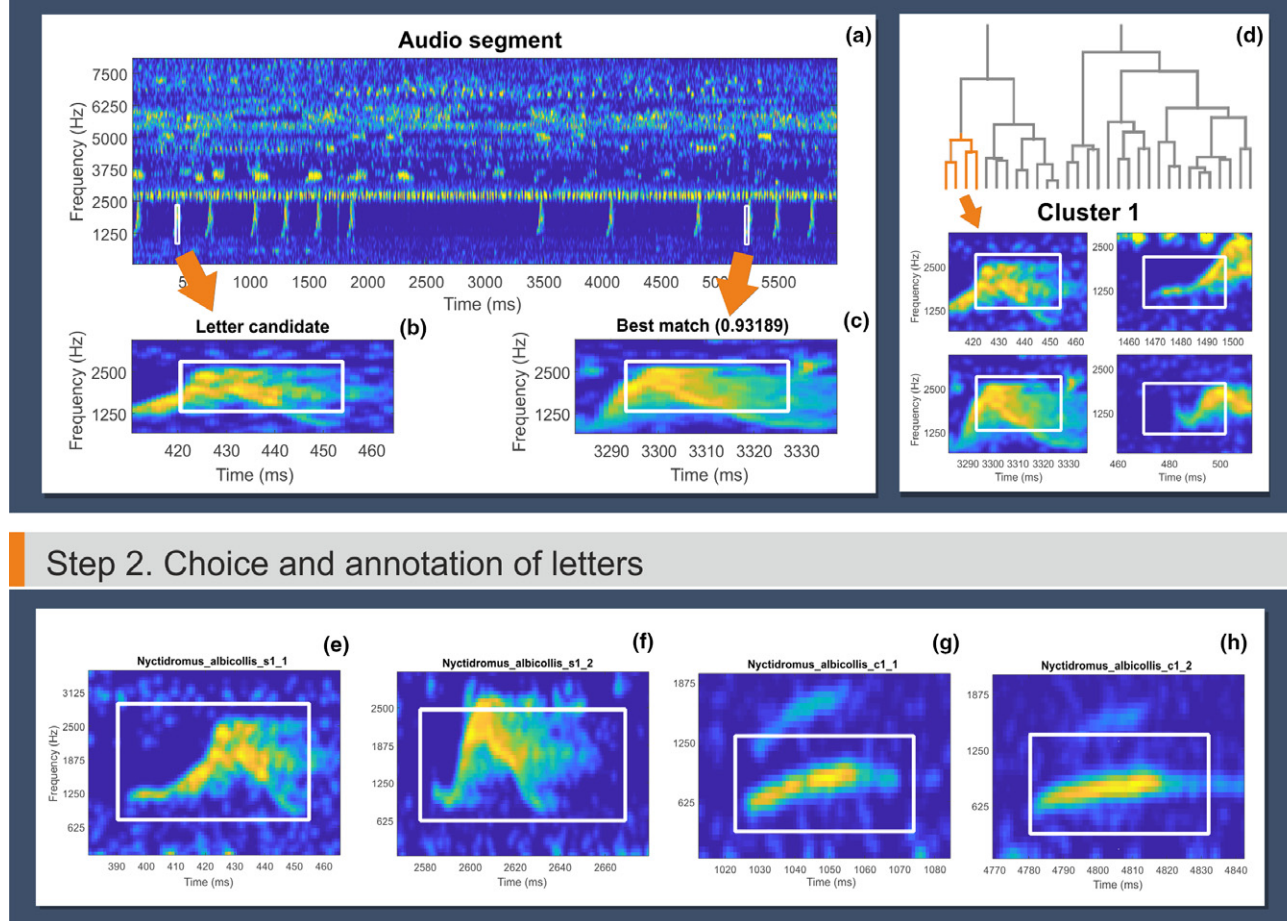 (a)
Audio segment
7500
6250
5000
3750
2500
1250
Frequency (Hz)
1000 1500 2000 2500 3000 3500 4000 4500 5500
Time (ms)
Letter candidate
(b)
2500
1250
Frequency (Hz)
420 430 440 450 460
Time (ms)
Best match (0.93189)
(c)
2500
1250
Frequency (Hz)
3290 3300 3310 3320 3330
Time (ms)
(d)
Cluster 1
2500
1250
Frequency (Hz)
420 430 440 450 460
2500
1250
1460 1470 1480 1490 1500
2500
1250
Frequency (Hz)
3290 3300 3310 3320 3330
Time (ms)
2500
1250
460 480 500
Time (ms)
Step 2. Choice and annotation of letters
(e)
Nyctidromus_albicollis_s1_1
3125
2500
1875
1250
625
Frequency (Hz)
390 400 410 420 430 440 450 460
Time (ms)
(f)
Nyctidromus_albicollis_s1_2
2500
1875
1250
625
2580 2600 2620 2640 2660
Time (ms)
(g)
Nyctidromus_albicollis_c1_1
1875
1250
625
1020 1030 1040 1050 1060 1070 1080
Time (ms)
(h)
Nyctidromus_albicollis_c1_2
1875
1250
625
4770 4780 4790 4800 4810 4820 4830 4840
Time (ms)